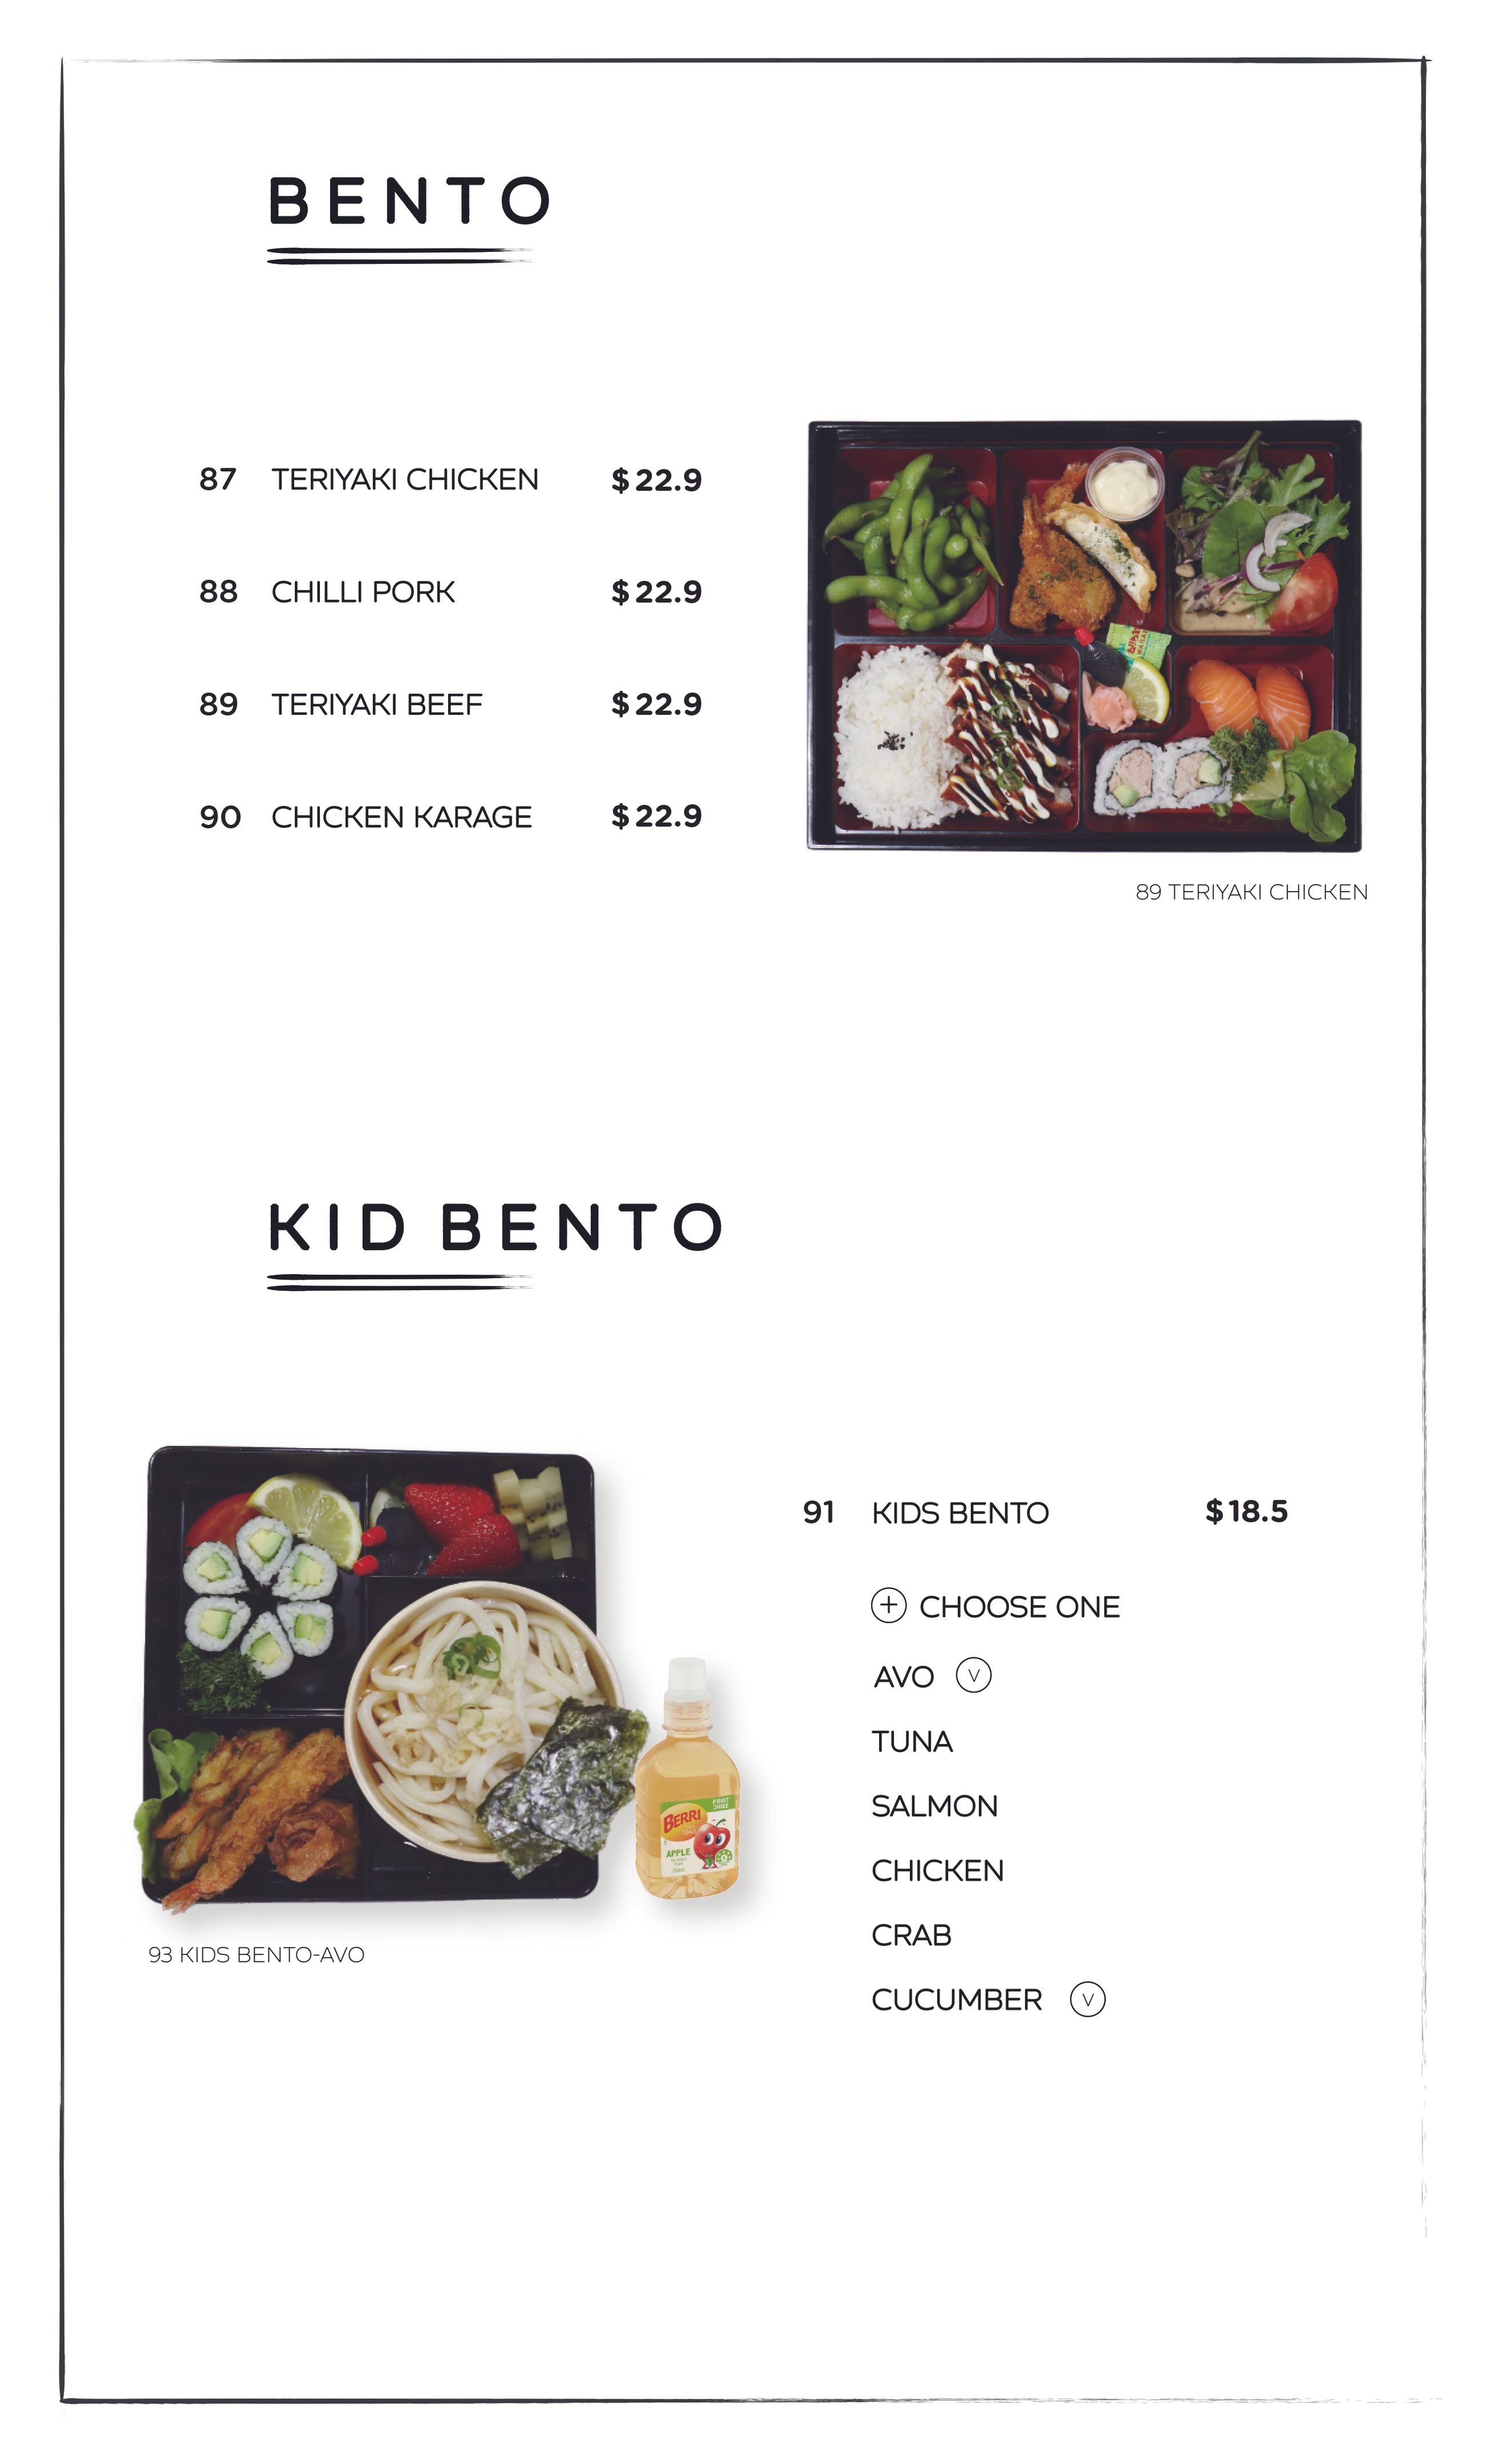 BENTO
87 TERIYAKI CHICKEN $22.9
88 CHILLI PORK $22.9
89 TERIYAKI BEEF $22.9
90 CHICKEN KARAGE $22.9
89 TERIYAKI CHICKEN
KID BENTO
91 KIDS BENTO $18.5
+ CHOOSE ONE
AVO V
TUNA
SALMON
CHICKEN
CRAB
CUCUMBER V
BERRI
FRUIT
JUICE
APPLE
93 KIDS BENTO-AVO